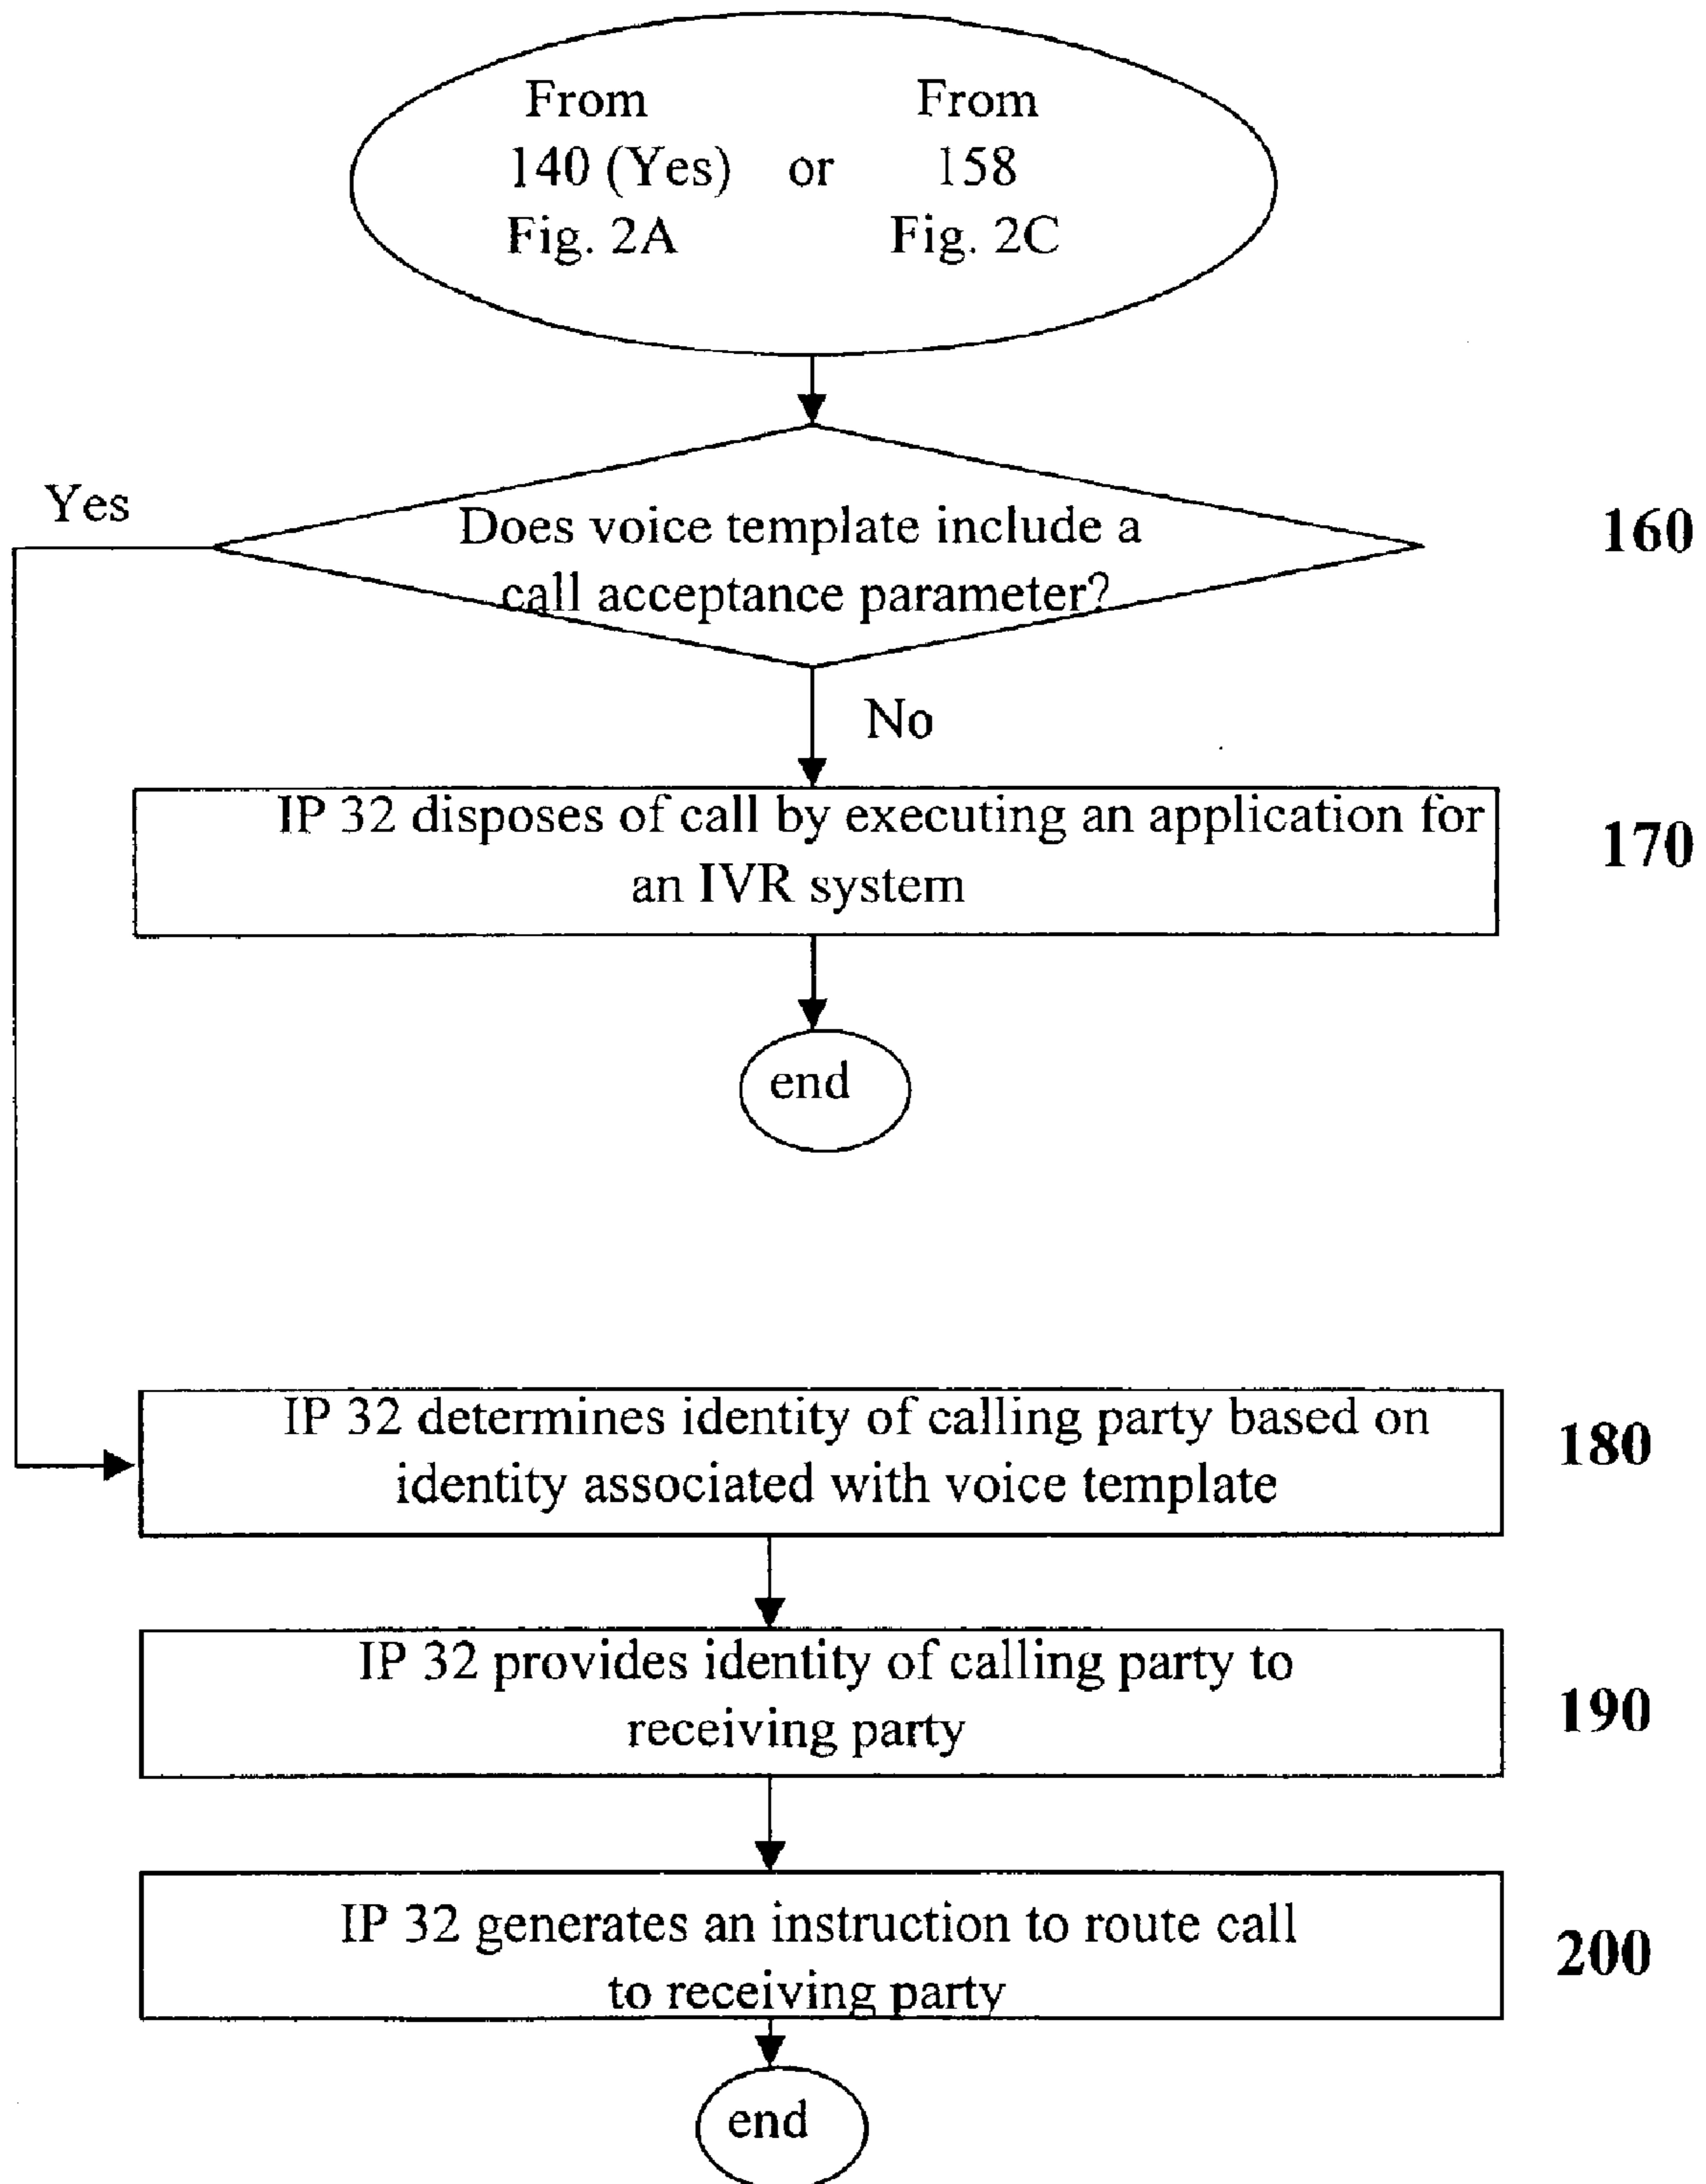 From From
140 (Yes) or 158
Fig. 2A Fig. 2C
Yes
Does voice template include a
call acceptance parameter?
160
No
IP 32 disposes of call by executing an application for
an IVR system
170
end
IP 32 determines identity of calling party based on
identity associated with voice template
180
IP 32 provides identity of calling party to
receiving party
190
IP 32 generates an instruction to route call
to receiving party
200
end